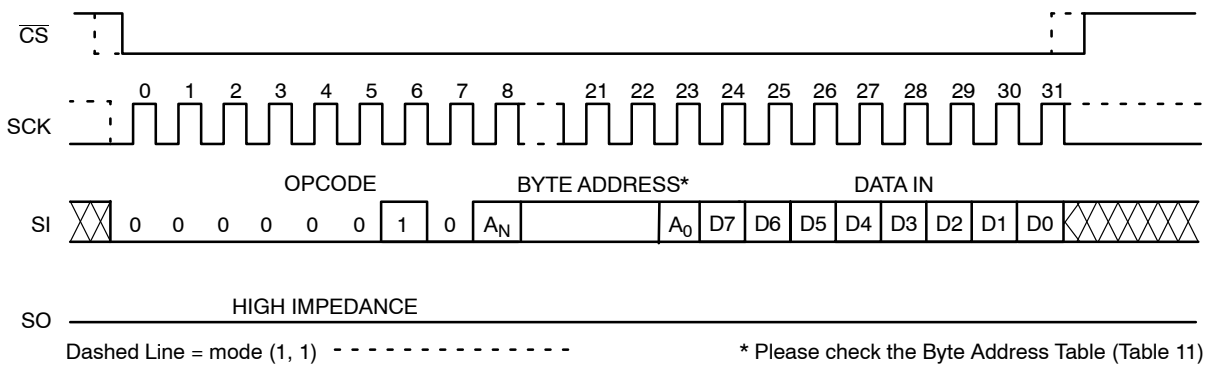 CS
0 1 2 3 4 5 6 7 8 21 22 23 24 25 26 27 28 29 30 31
SCK
OPCODE BYTE ADDRESS* DATA IN
SI 0 0 0 0 0 0 1 0 AN A0 D7 D6 D5 D4 D3 D2 D1 D0
HIGH IMPEDANCE
SO
Dashed Line = mode (1, 1) * Please check the Byte Address Table (Table 11)